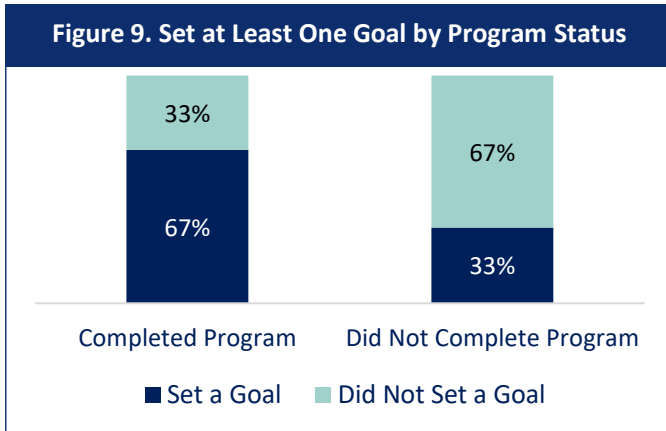 Figure 9. Set at Least One Goal by Program Status
33%
67%
67%
33%
Completed Program
Did Not Complete Program
Set a Goal
Did Not Set a Goal